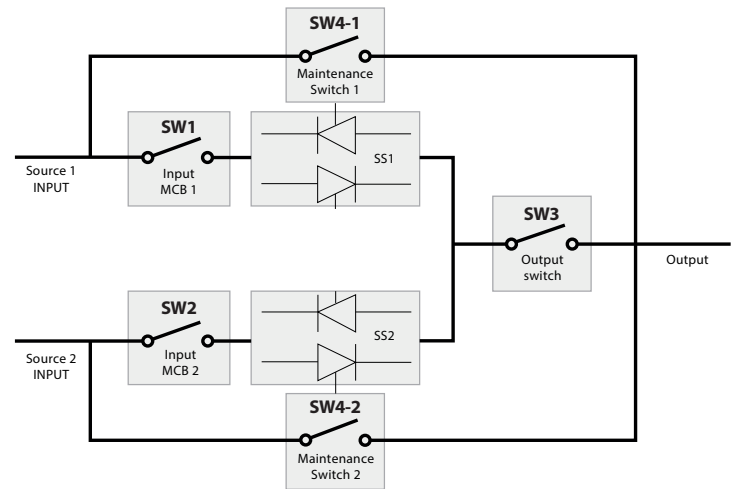 SW4-1
Maintenance
Switch 1
SW1
Input
MCB 1
SS1
Source 1
INPUT
SW3
Output
switch
Output
SW2
Input
MCB 2
SS2
Source 2
INPUT
SW4-2
Maintenance
Switch 2